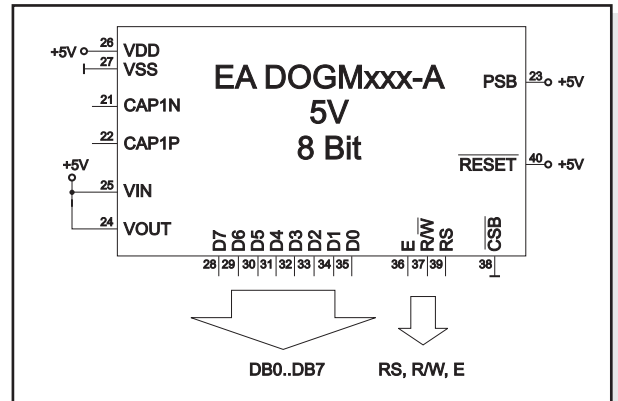 EA DOGMxxx-A
5V
8 Bit
+5V 26 VDD
27 VSS
21 CAP1N
22 CAP1P
+5V
25 VIN
24 VOUT
PSB 23 +5V
RESET 40 +5V
D7 D6 D5 D4 D3 D2 D1 D0 E R/W RS CSB
28 29 30 31 32 33 34 35 36 37 39 38
DB0..DB7 RS, R/W, E